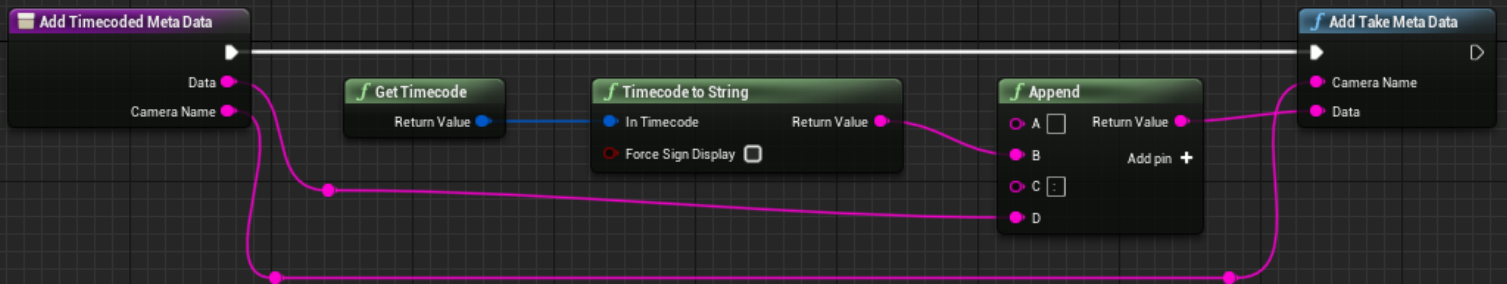 Add Timecoded Meta Data
Data
Camera Name
f Get Timecode
Return Value
f Timecode to String
In Timecode
Return Value
Force Sign Display
f Append
A
Return Value
B
Add pin +
C :
D
f Add Take Meta Data
Camera Name
Data